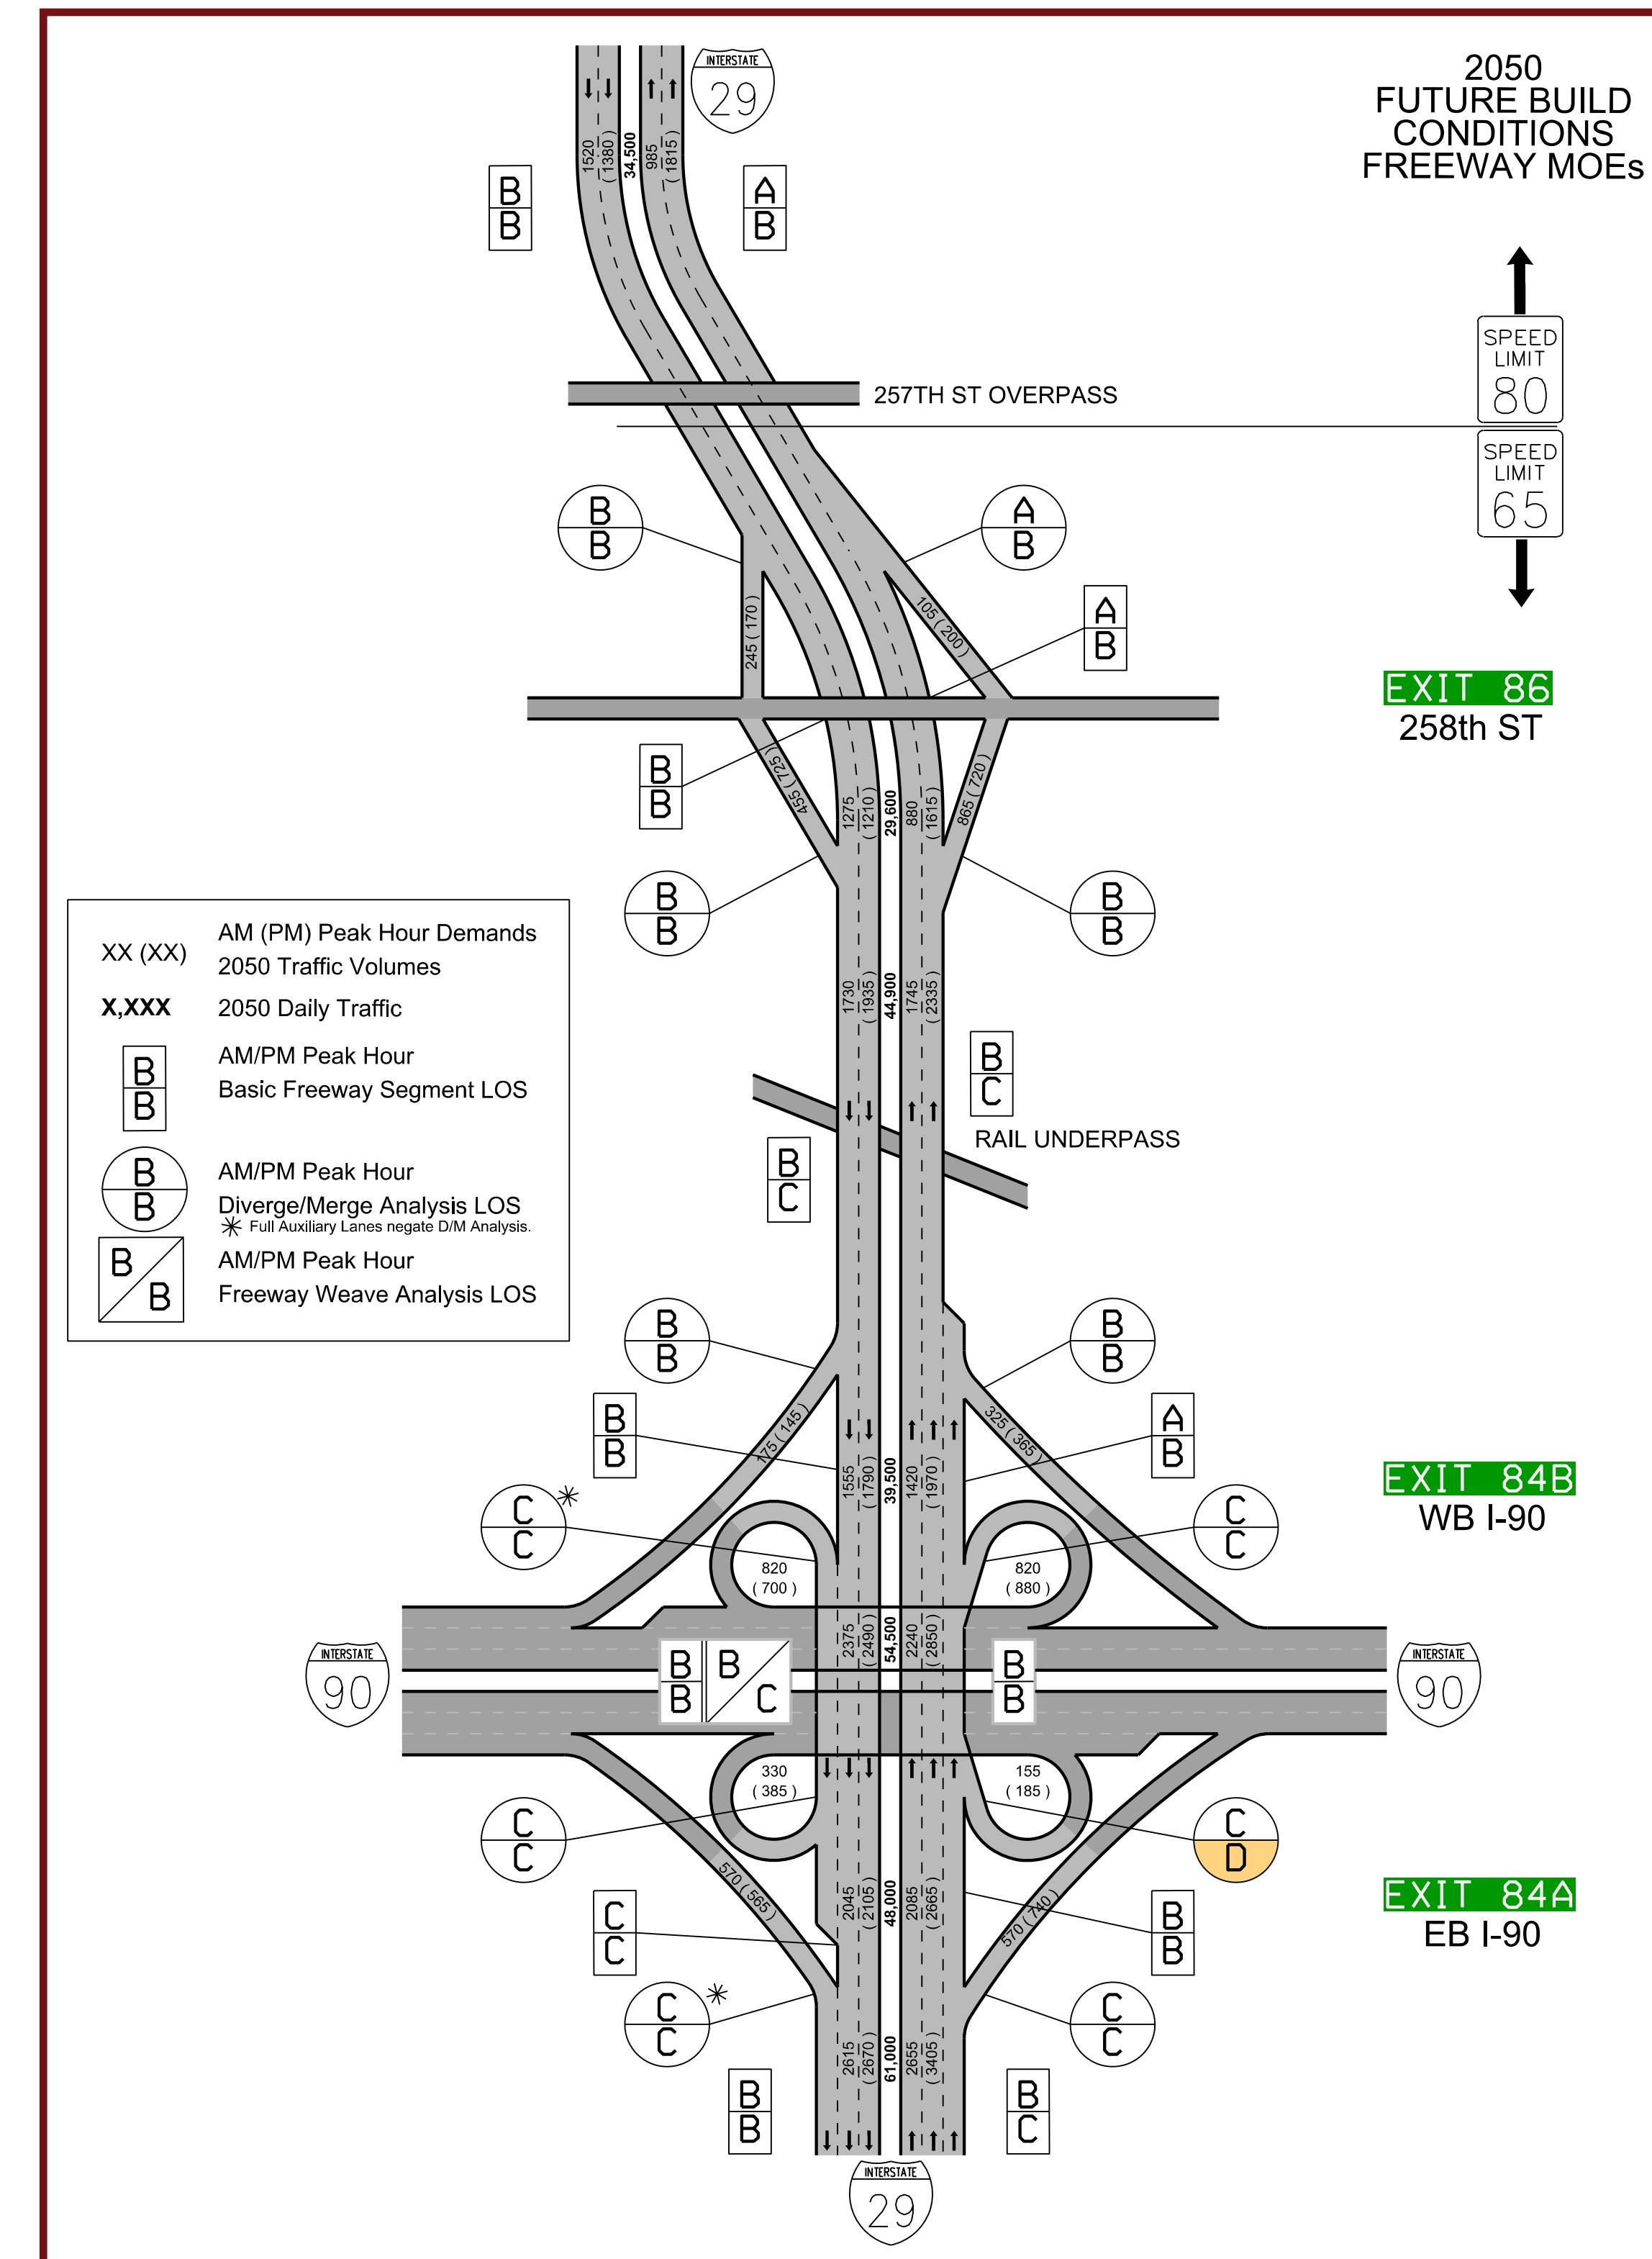 2050
FUTURE BUILD
CONDITIONS
FREEWAY MOEs
INTERSTATE
29
1520
( 1380 )
34,500
985
( 1815 )
B
B
A
B
SPEED
LIMIT
80
257TH ST OVERPASS
SPEED
LIMIT
65
B
B
A
B
105 ( 200 )
245 ( 170 )
A
B
EXIT 86
258th ST
B
B
455 ( 725 )
1275
( 1210 )
29,600
880
( 1615 )
865 ( 720 )
B
B
B
B
XX (XX)
AM (PM) Peak Hour Demands
2050 Traffic Volumes
X,XXX
2050 Daily Traffic
B
B
AM/PM Peak Hour
Basic Freeway Segment LOS
B
B
AM/PM Peak Hour
Diverge/Merge Analysis LOS
* Full Auxiliary Lanes negate D/M Analysis.
B
B
AM/PM Peak Hour
Freeway Weave Analysis LOS
1730
( 1935 )
44,900
1745
( 2335 )
B
C
RAIL UNDERPASS
B
C
B
B
B
B
175 ( 145 )
325 ( 365 )
B
B
A
B
1555
( 1790 )
39,500
1420
( 1970 )
EXIT 84B
WB I-90
C
C
*
C
C
820
( 700 )
820
( 880 )
INTERSTATE
90
2375
( 2490 )
54,500
2240
( 2850 )
B
B
B
C
B
B
INTERSTATE
90
330
( 385 )
155
( 185 )
C
C
C
D
EXIT 84A
EB I-90
570 ( 565 )
2045
( 2105 )
48,000
2085
( 2665 )
570 ( 740 )
C
C
B
B
C
C
*
C
C
2615
( 2670 )
61,000
2655
( 3405 )
B
B
B
C
INTERSTATE
29